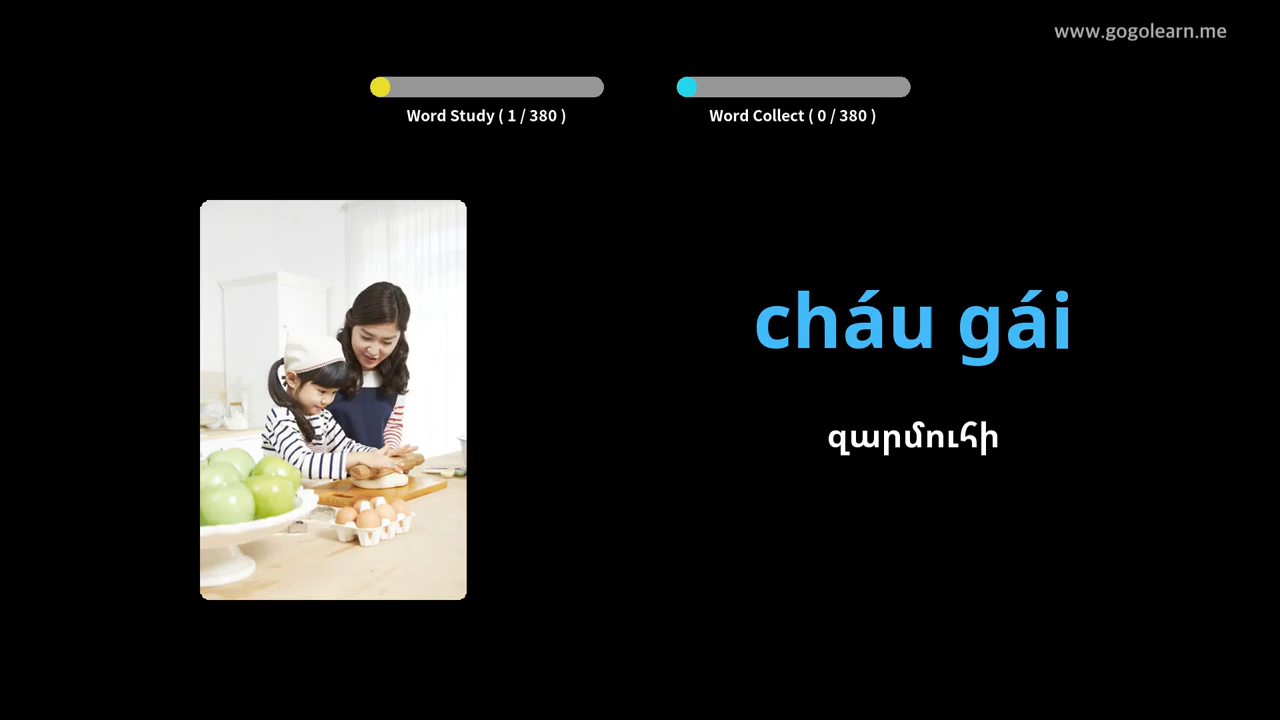 www.gogolearn.me
Word Study ( 1 / 380 )
Word Collect ( 0 / 380 )
cháu gái
զարմուհի